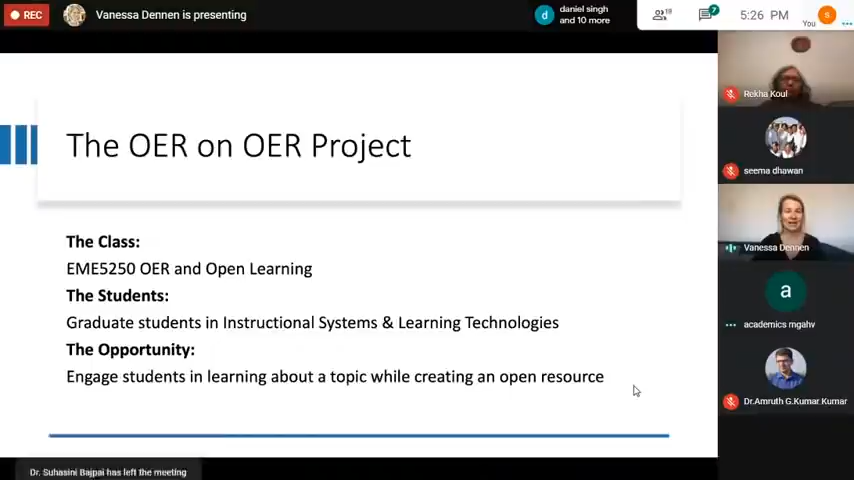 REC
Vanessa Dennen is presenting
d
daniel singh
and 10 more
18
7
5:26 PM
You
s
Rekha Koul
The OER on OER Project
seema dhawan
The Class:
EME5250 OER and Open Learning
Vanessa Dennen
The Students:
Graduate students in Instructional Systems & Learning Technologies
a
academics mgahv
The Opportunity:
Engage students in learning about a topic while creating an open resource
Dr.Amruth G.Kumar Kumar
Dr. Suhasini Bajpai has left the meeting